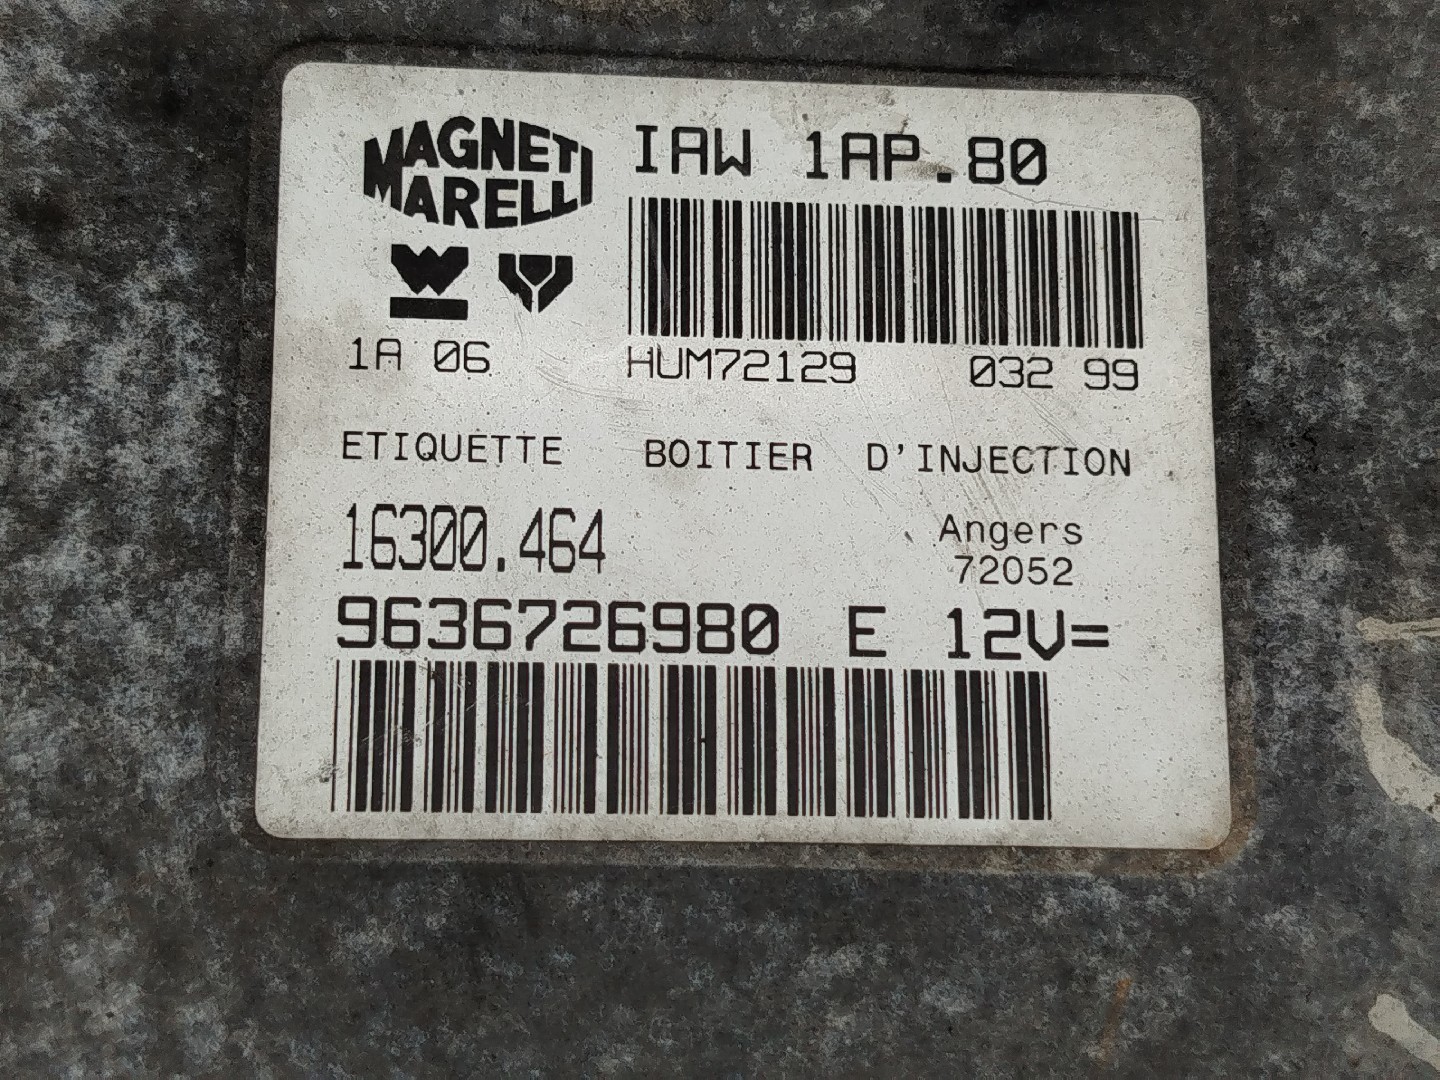 MAGNETI
MARELLI
IAW 1AP.80
1A 06
HUM72129 032 99
ETIQUETTE BOITIER D'INJECTION
16300.464
Angers
72052
9636726980 E 12V=